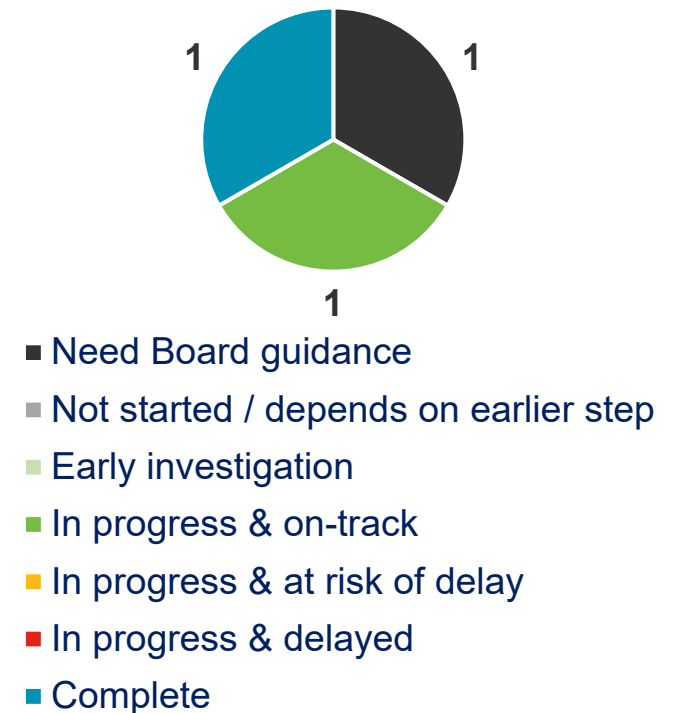 1
1
1
Need Board guidance
Not started / depends on earlier step
Early investigation
In progress & on-track
In progress & at risk of delay
In progress & delayed
Complete